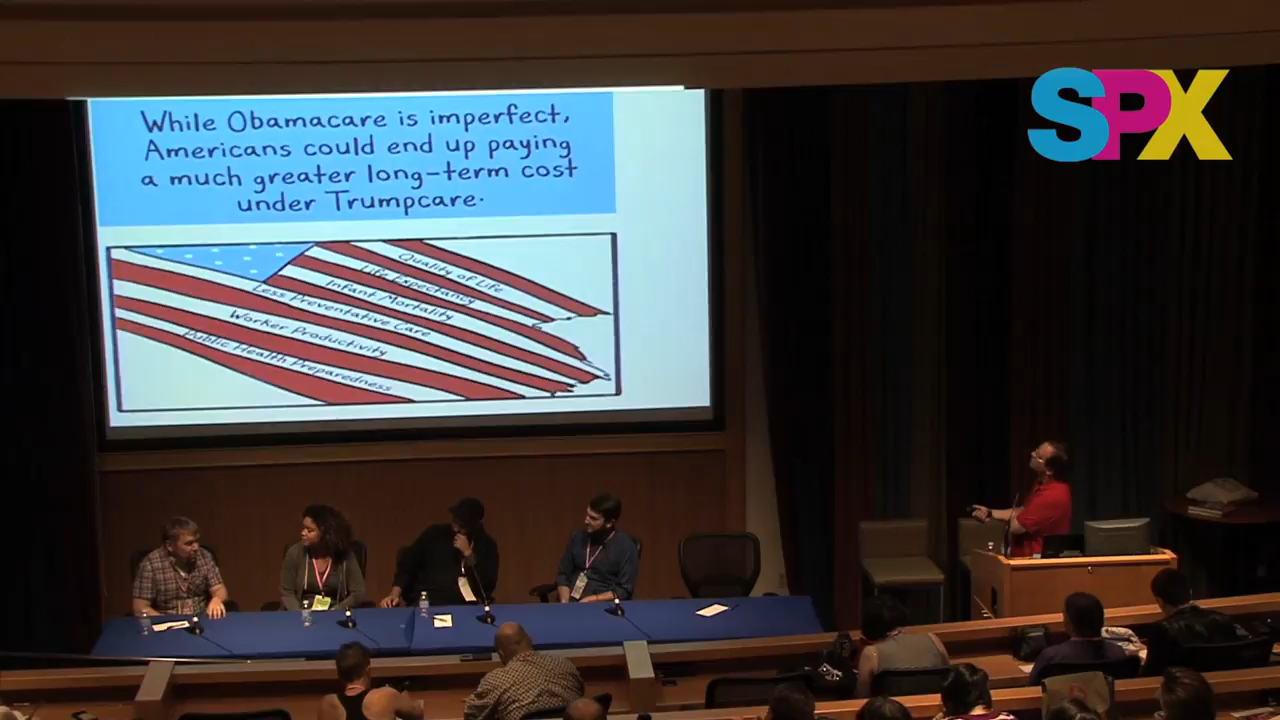 SPX
While Obamacare is imperfect,
Americans could end up paying
a much greater long-term cost
under Trumpcare.
Quality of Life
Life Expectancy
Infant Mortality
Less Preventative Care
Worker Productivity
Public Health Preparedness